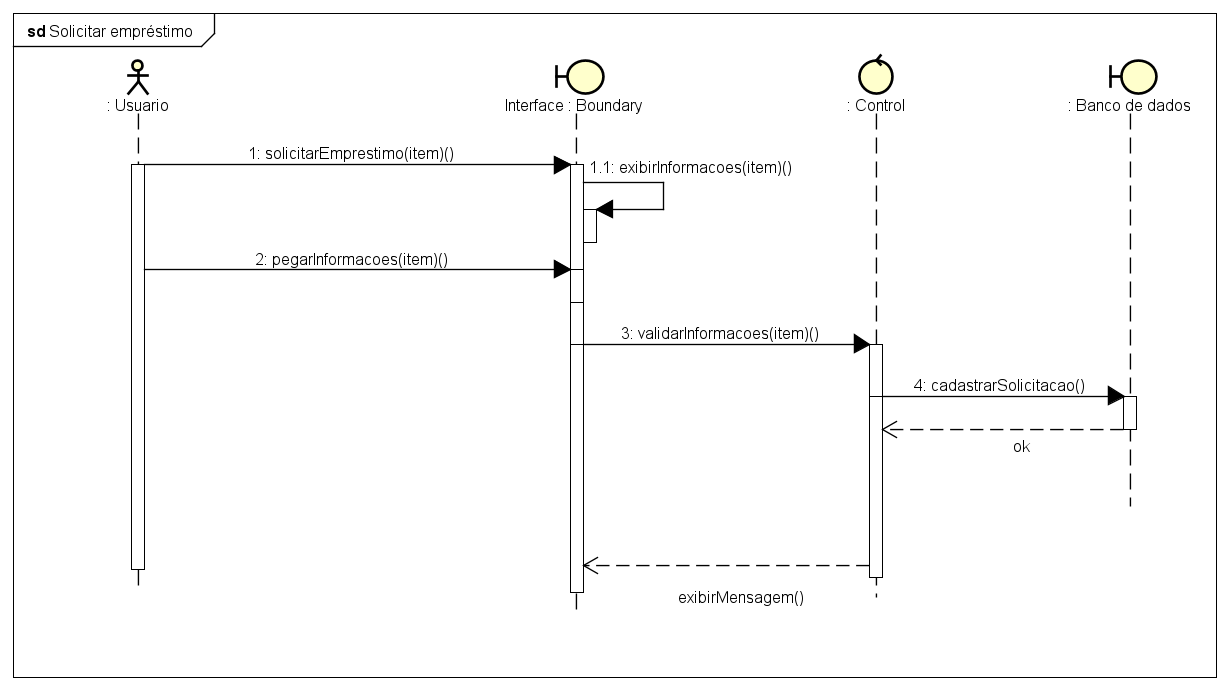 sd Solicitar empréstimo
: Usuario
Interface : Boundary
: Control
: Banco de dados
1: solicitarEmprestimo(item)()
1.1: exibirInformacoes(item)()
2: pegarInformacoes(item)()
3: validarInformacoes(item)()
4: cadastrarSolicitacao()
ok
exibirMensagem()